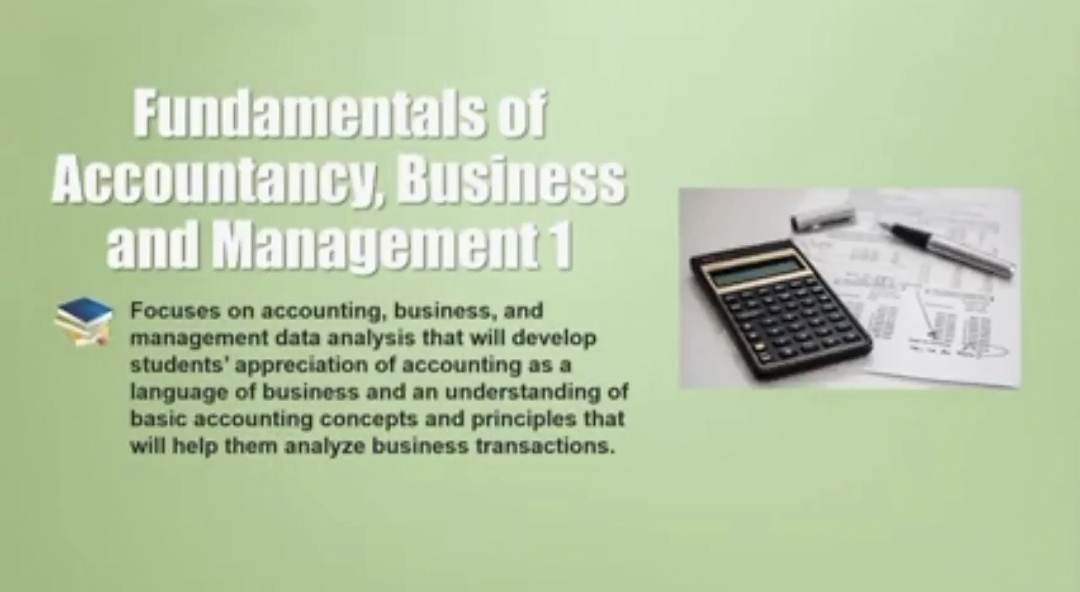 Fundamentals of
Accountancy, Business
and Management 1
Focuses on accounting, business, and
management data analysis that will develop
students' appreciation of accounting as a
language of business and an understanding of
basic accounting concepts and principles that
will help them analyze business transactions.